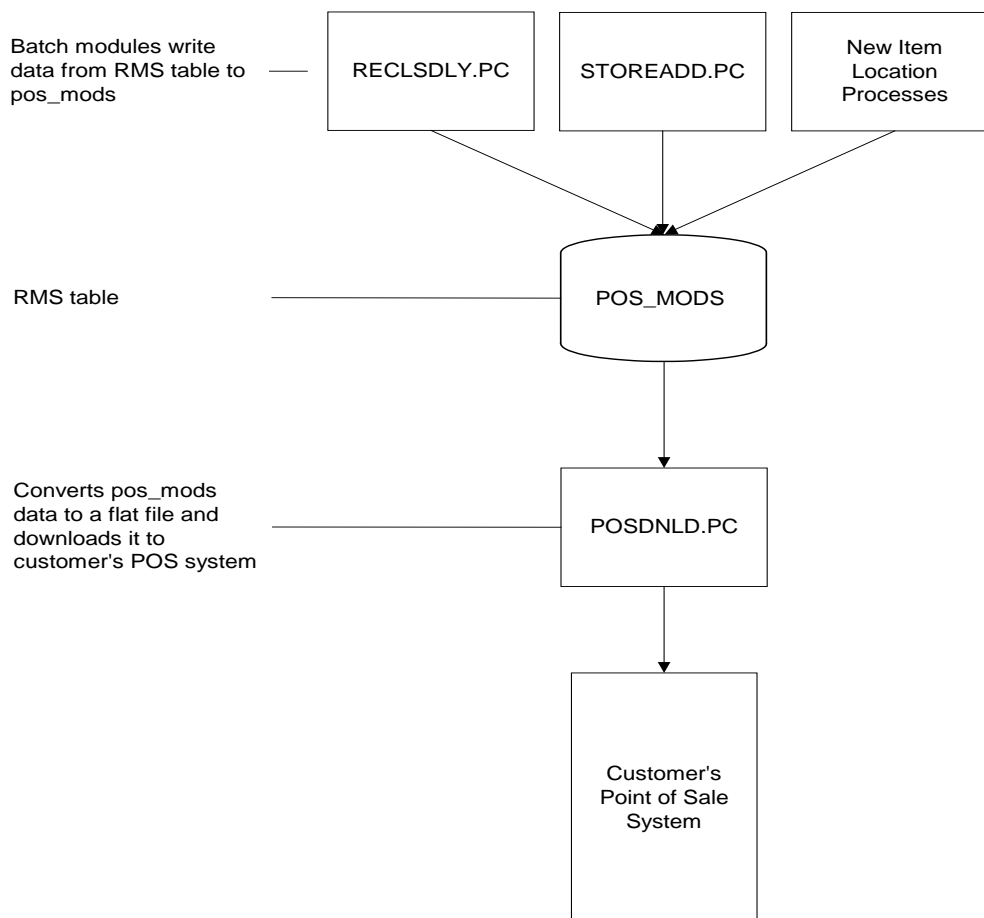 Batch modules write
data from RMS table to
pos_mods
RECLSDLY.PC
STOREADD.PC
New Item
Location
Processes
RMS table
POS_MODS
Converts pos_mods
data to a flat file and
downloads it to
customer's POS system
POSDNLD.PC
Customer's
Point of Sale
System